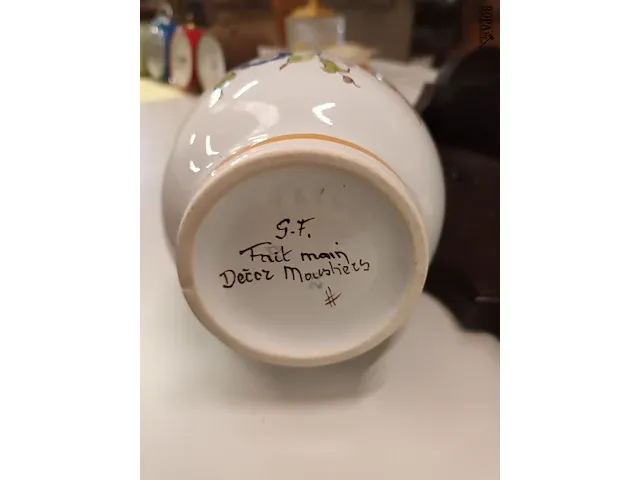 G.F.
Fait main
Décor Moustiers
#